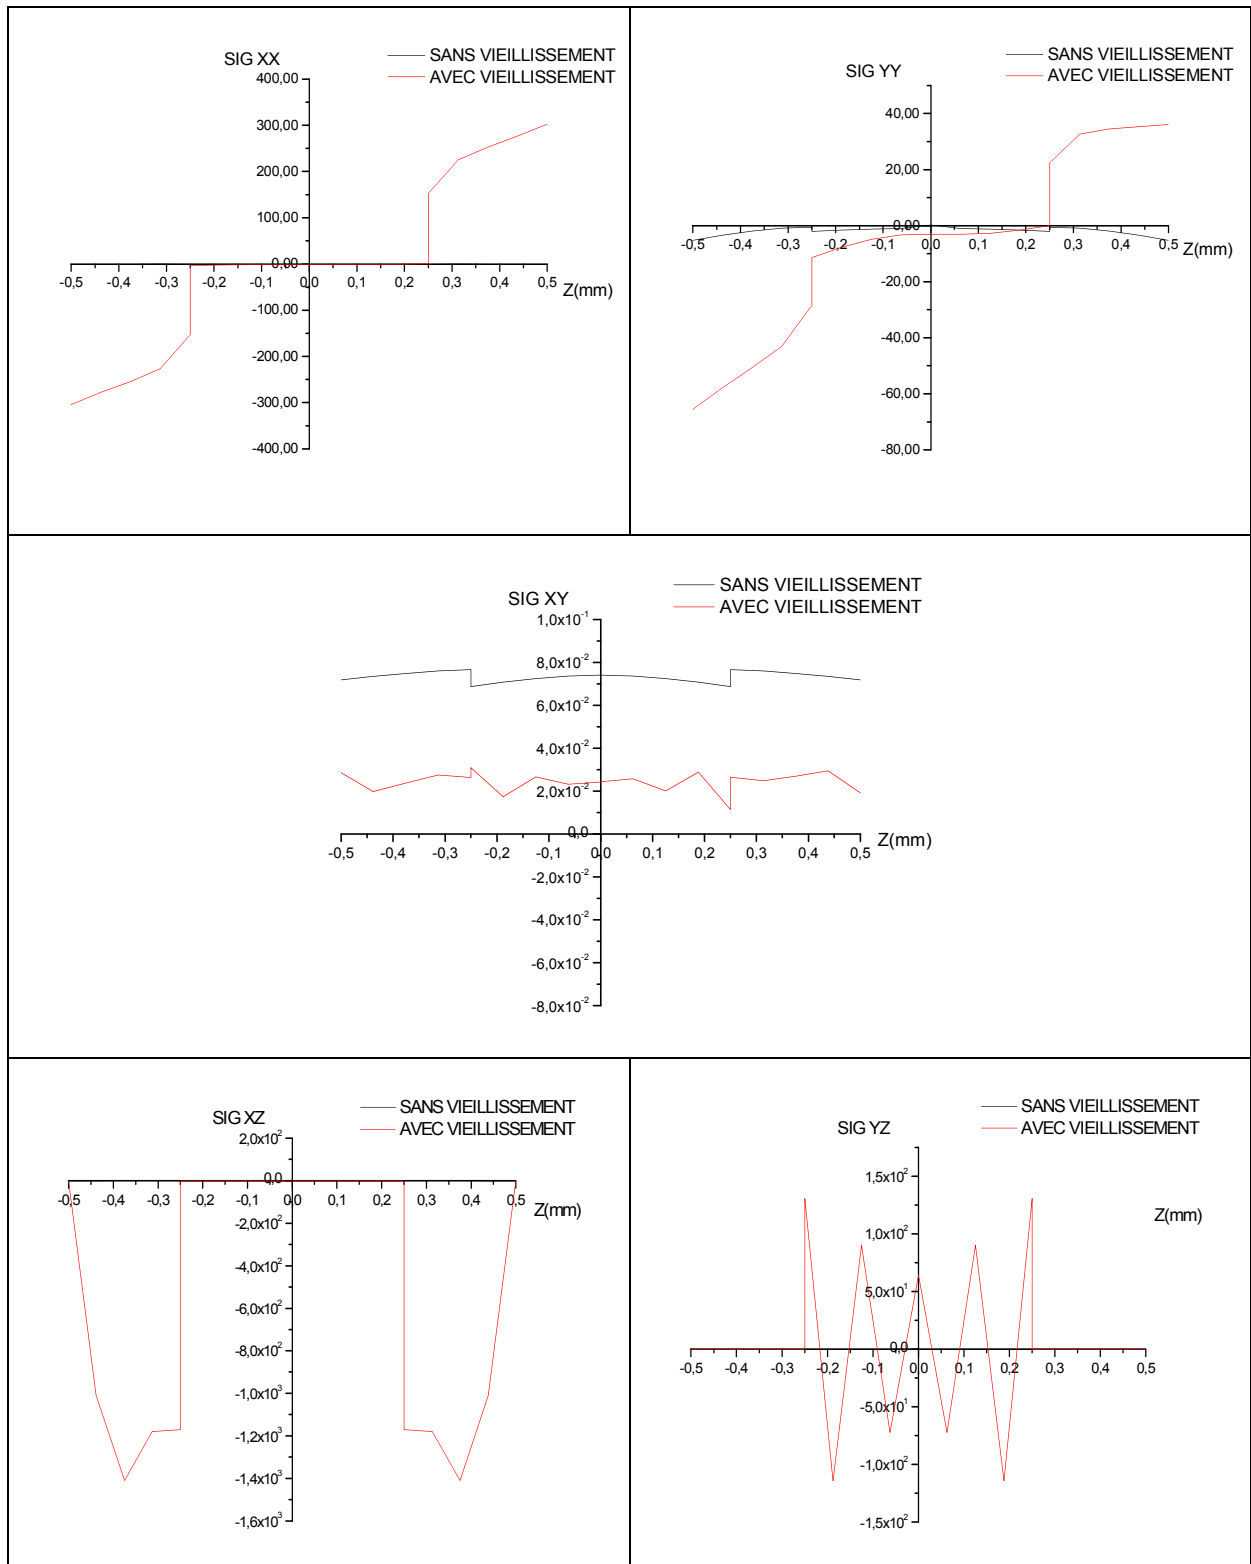 SIG XX
SANS VIEILLISSEMENT
AVEC VIEILLISSEMENT
400,00
300,00
200,00
100,00
0,00
-100,00
-200,00
-300,00
-400,00
-0,5 -0,4 -0,3 -0,2 -0,1 0,0 0,1 0,2 0,3 0,4 0,5
Z(mm)
SIG YY
SANS VIEILLISSEMENT
AVEC VIEILLISSEMENT
40,00
20,00
0,00
-20,00
-40,00
-60,00
-80,00
-0,5 -0,4 -0,3 -0,2 -0,1 0,0 0,1 0,2 0,3 0,4 0,5
Z(mm)
SIG XY
SANS VIEILLISSEMENT
AVEC VIEILLISSEMENT
1,0x10⁻¹
8,0x10⁻²
6,0x10⁻²
4,0x10⁻²
2,0x10⁻²
0,0
-2,0x10⁻²
-4,0x10⁻²
-6,0x10⁻²
-8,0x10⁻²
-0,5 -0,4 -0,3 -0,2 -0,1 0,0 0,1 0,2 0,3 0,4 0,5
Z(mm)
SIG XZ
SANS VIEILLISSEMENT
AVEC VIEILLISSEMENT
2,0x10²
0,0
-2,0x10²
-4,0x10²
-6,0x10²
-8,0x10²
-1,0x10³
-1,2x10³
-1,4x10³
-1,6x10³
-0,5 -0,4 -0,3 -0,2 -0,1 0,0 0,1 0,2 0,3 0,4 0,5
Z(mm)
SIG YZ
SANS VIEILLISSEMENT
AVEC VIEILLISSEMENT
1,5x10²
1,0x10²
5,0x10¹
0,0
-5,0x10¹
-1,0x10²
-1,5x10²
-0,5 -0,4 -0,3 -0,2 -0,1 0,0 0,1 0,2 0,3 0,4 0,5
Z(mm)